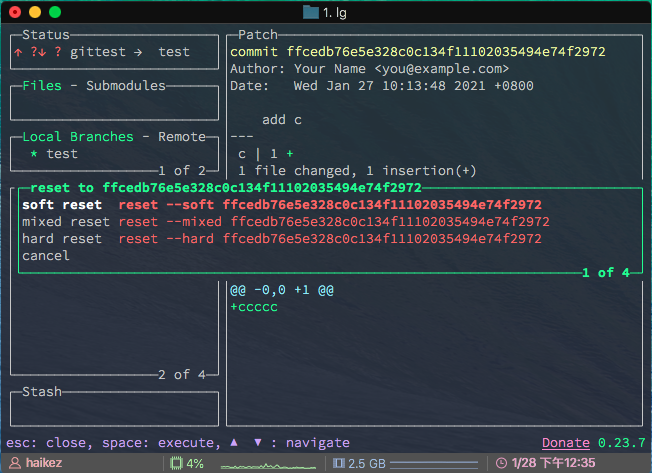 1. lg
Status
↑ ?↓ ? gittest → test
Files - Submodules
Local Branches - Remote
* test
1 of 2
Patch
commit ffcedb76e5e328c0c134f11102035494e74f2972
Author: Your Name <you@example.com>
Date:   Wed Jan 27 10:13:48 2021 +0800
add c
---
c | 1 +
1 file changed, 1 insertion(+)
reset to ffcedb76e5e328c0c134f11102035494e74f2972
soft reset  reset --soft ffcedb76e5e328c0c134f11102035494e74f2972
mixed reset reset --mixed ffcedb76e5e328c0c134f11102035494e74f2972
hard reset  reset --hard ffcedb76e5e328c0c134f11102035494e74f2972
cancel
1 of 4
@@ -0,0 +1 @@
+ccccc
2 of 4
Stash
esc: close, space: execute, ▲ ▼ : navigate
Donate 0.23.7
haikez
4%
2.5 GB
1/28 下午12:35